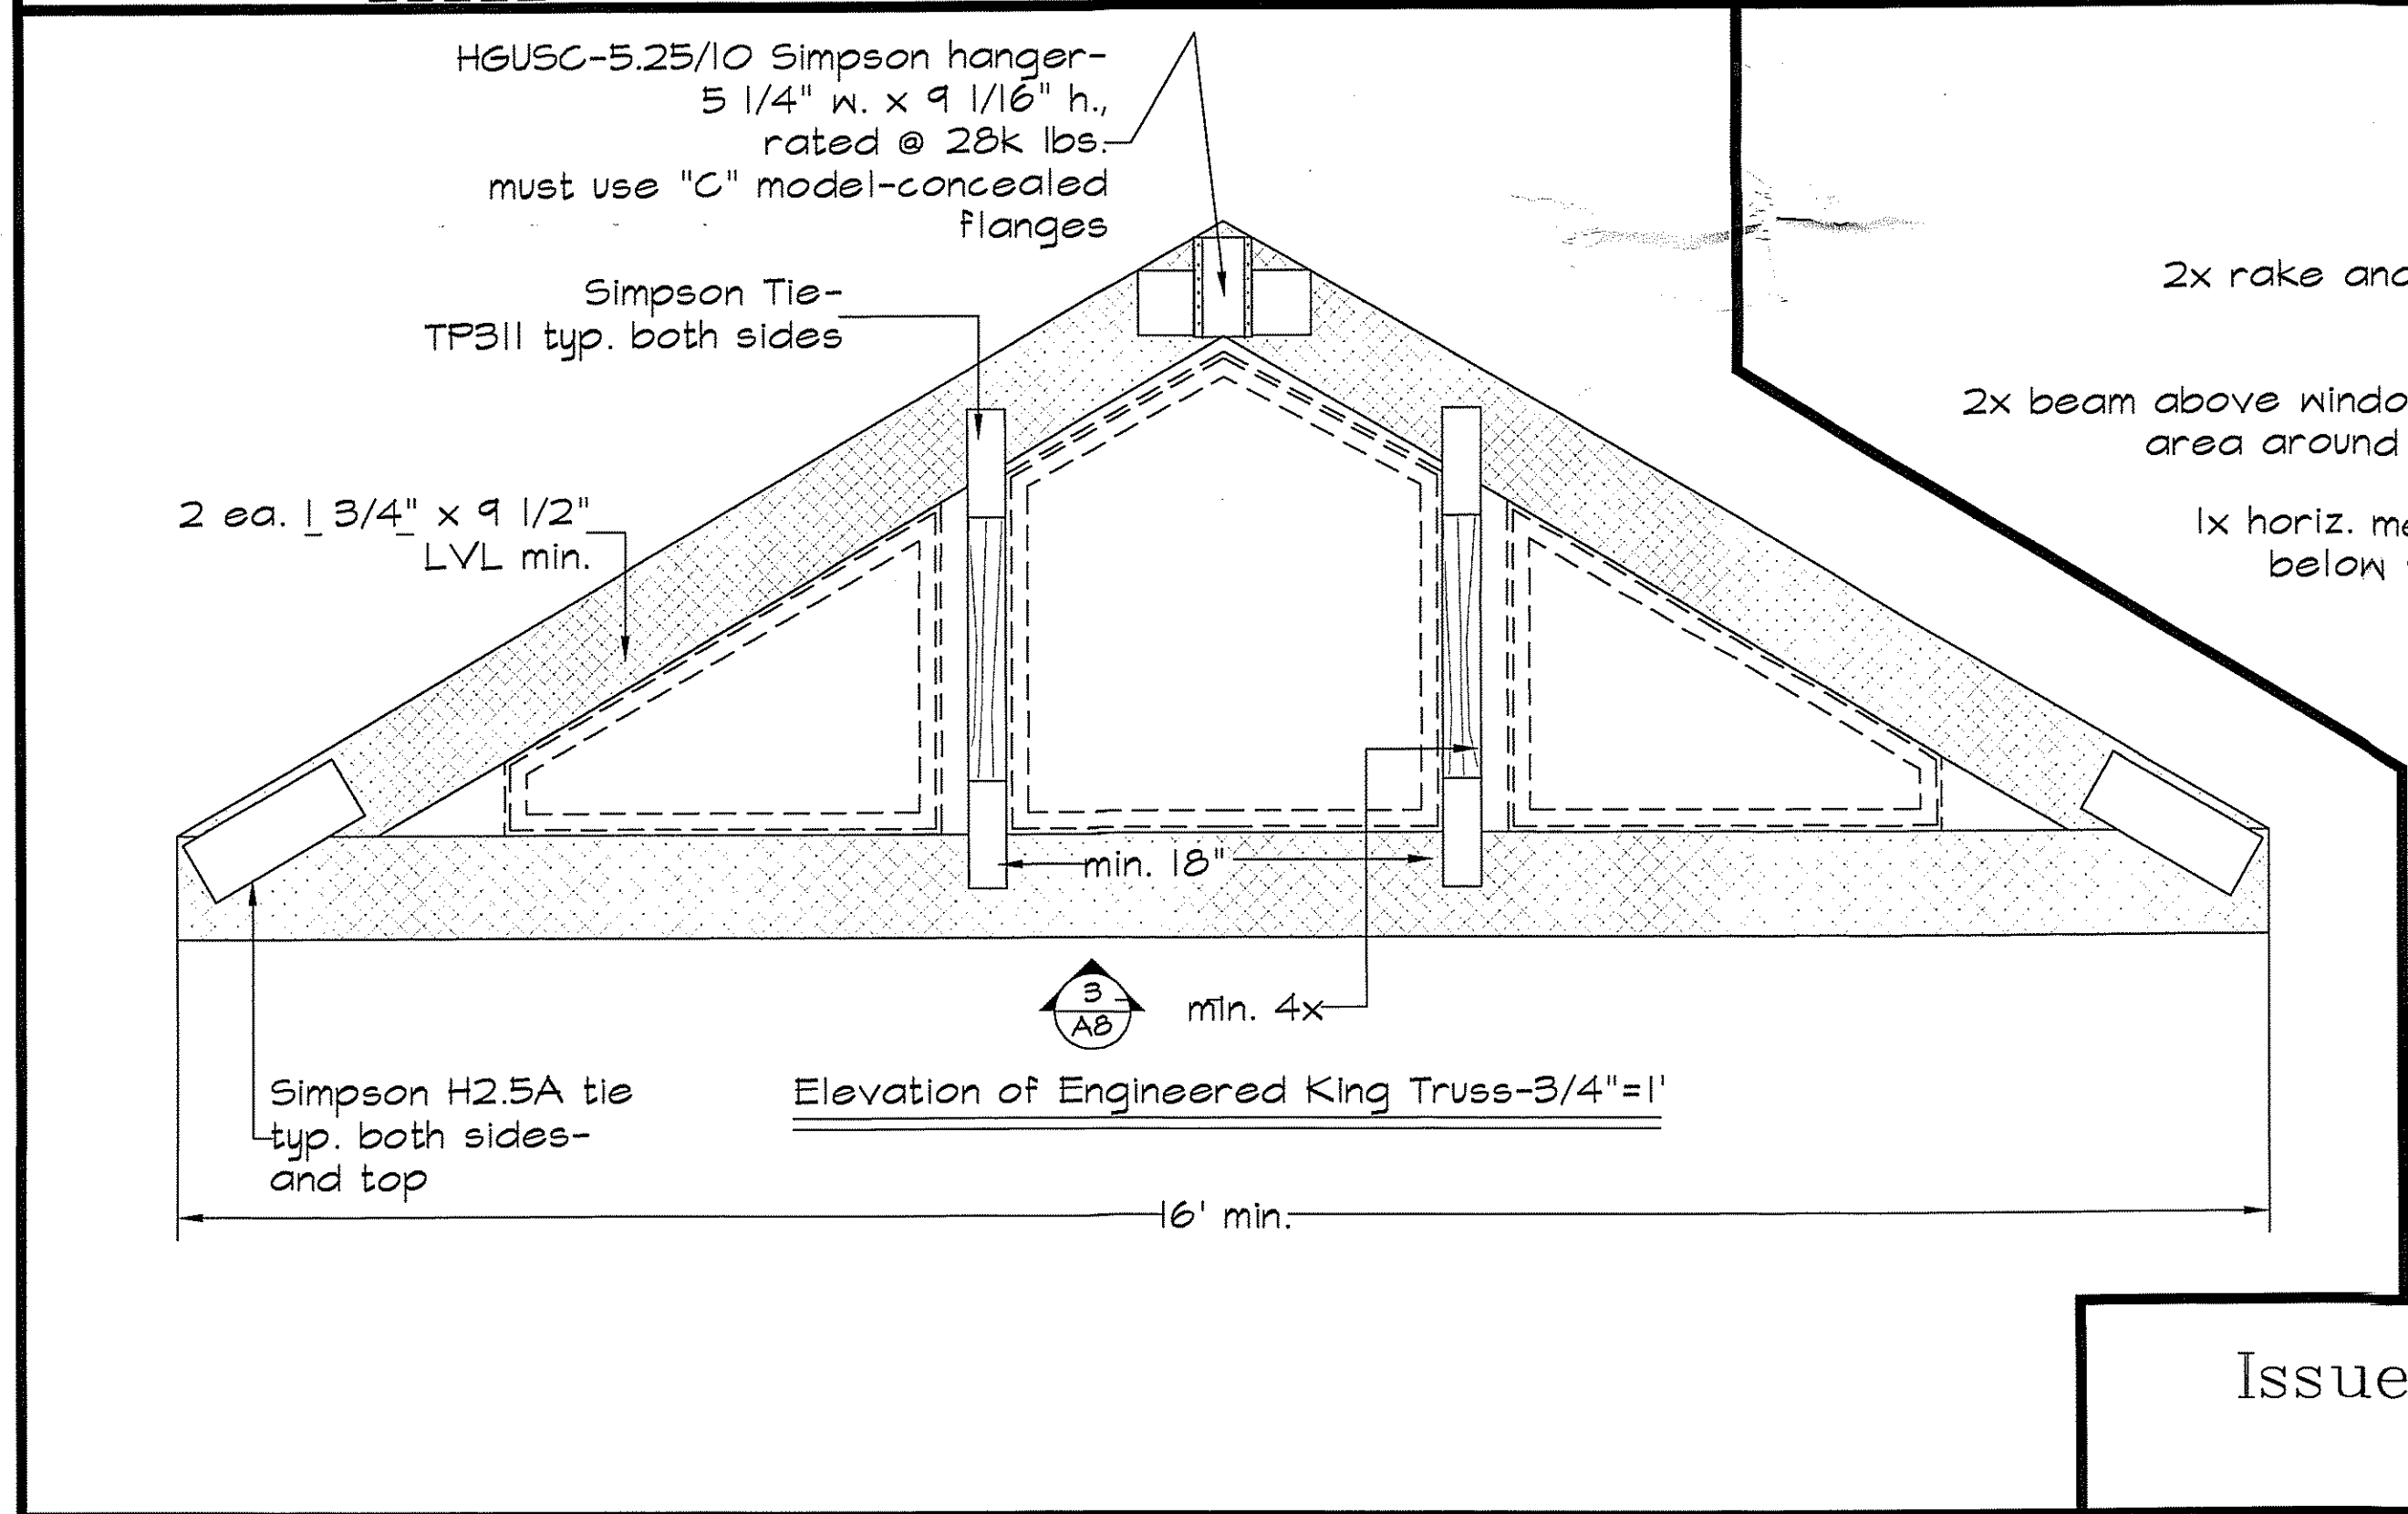 HGUSC-5.25/10 Simpson hanger-
5 1/4" w. x 9 1/16" h.,
rated @ 28k lbs.
must use "C" model-concealed
flanges
Simpson Tie-
TP311 typ. both sides
2 ea. 1 3/4" x 9 1/2"
LVL min.
2x rake and
2x beam above windo
area around
1x horiz. me
below
min. 18"
3
A8
min. 4x
Simpson H2.5A tie
typ. both sides-
and top
Elevation of Engineered King Truss-3/4"=1'
16' min.
Issue